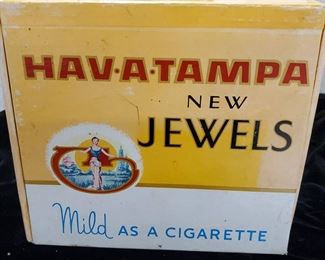 HAV-A-TAMPA
NEW
JEWELS
Mild AS A CIGARETTE